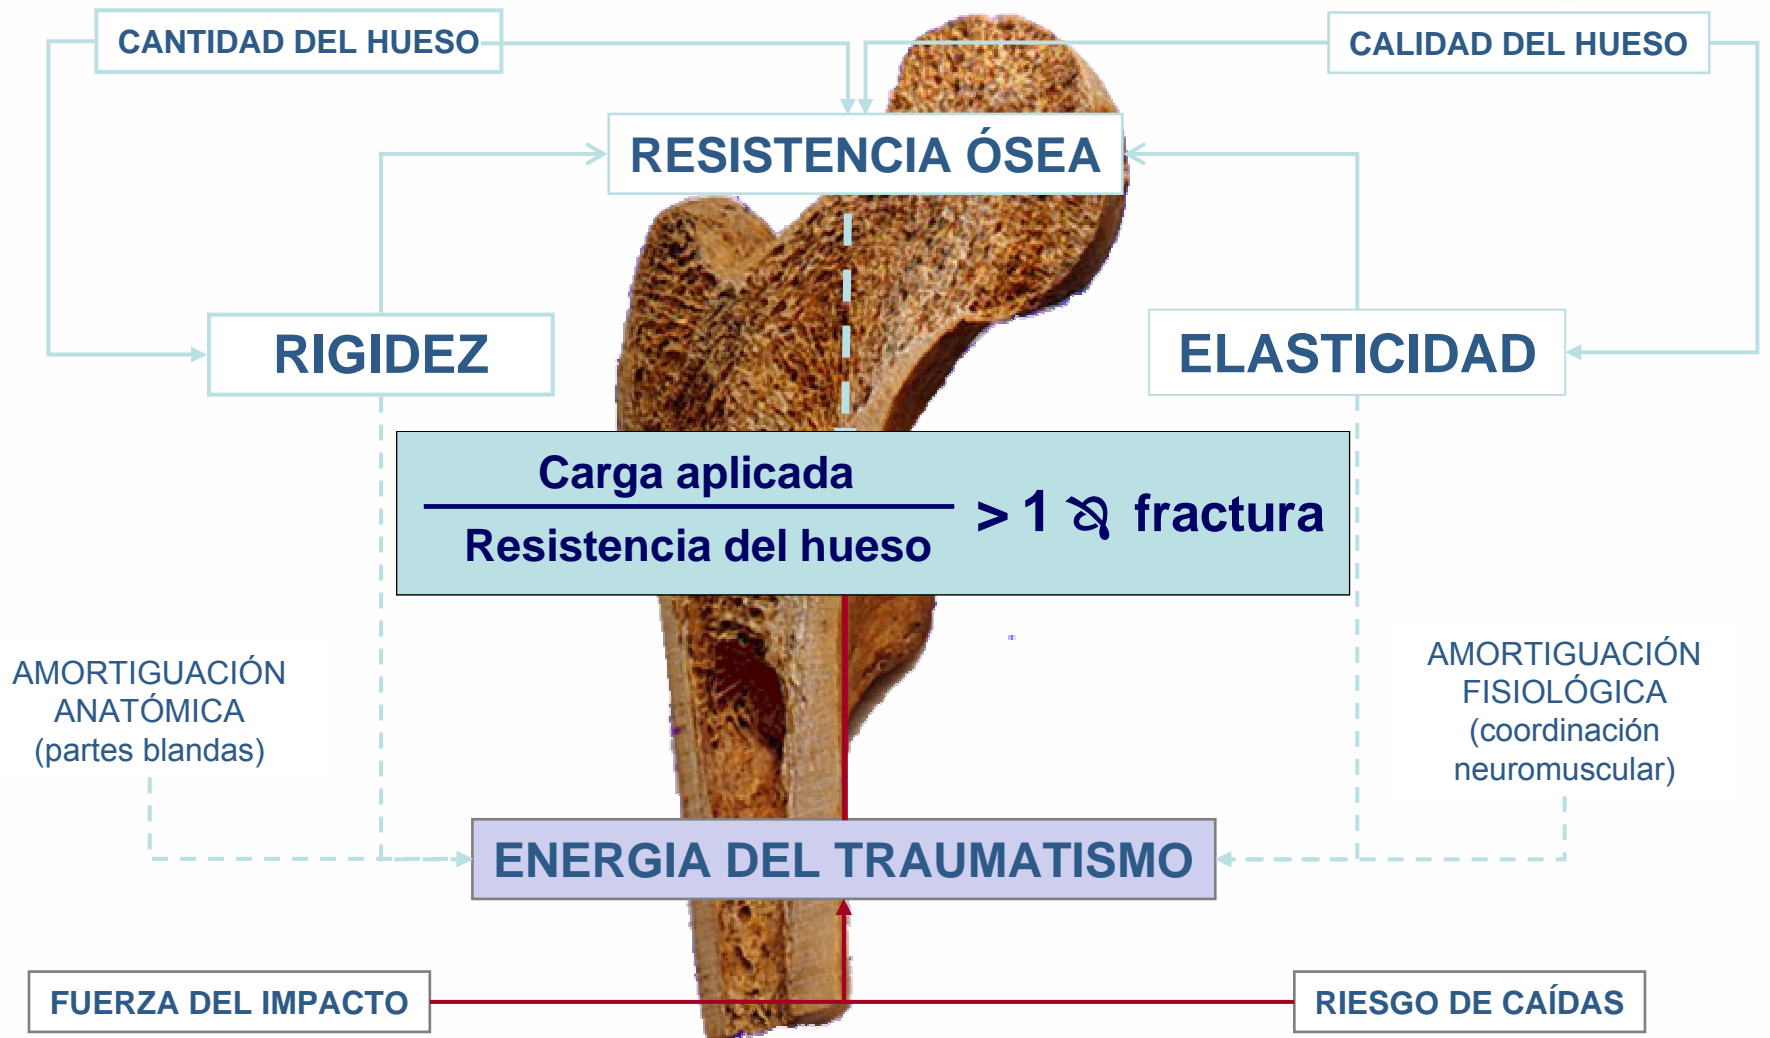 CANTIDAD DEL HUESO
CALIDAD DEL HUESO
RESISTENCIA ÓSEA
RIGIDEZ
ELASTICIDAD
Carga aplicada
Resistencia del hueso
> 1 ঌ fractura
AMORTIGUACIÓN
ANATÓMICA
(partes blandas)
AMORTIGUACIÓN
FISIOLÓGICA
(coordinación
neuromuscular)
ENERGIA DEL TRAUMATISMO
FUERZA DEL IMPACTO
RIESGO DE CAÍDAS